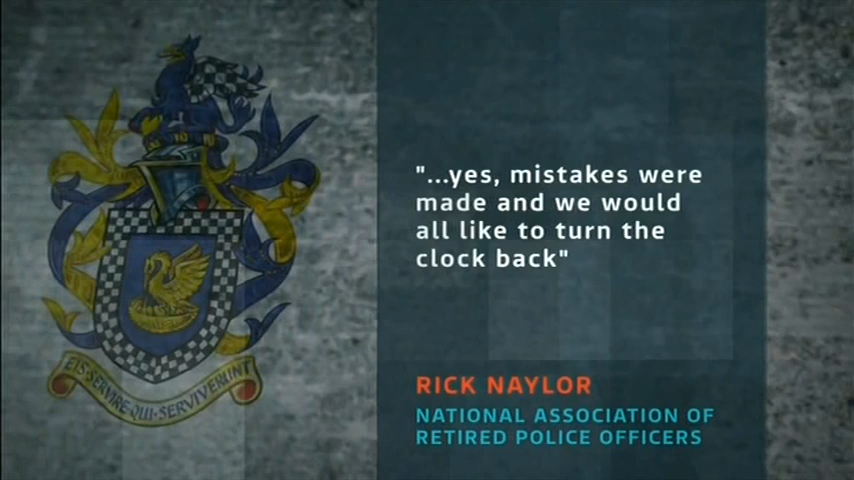 "...yes, mistakes were
made and we would
all like to turn the
clock back"
RICK NAYLOR
NATIONAL ASSOCIATION OF
RETIRED POLICE OFFICERS
EIS·SERVIRE·QUI·SERVIVERUNT